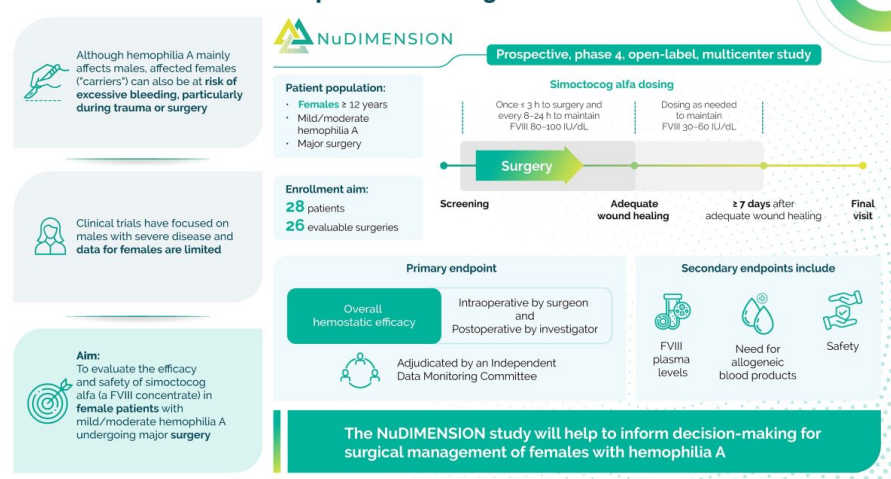 Although hemophilia A mainly
affects males, affected females
("carriers") can also be at risk of
excessive bleeding, particularly
during trauma or surgery
Clinical trials have focused on
males with severe disease and
data for females are limited
Aim:
To evaluate the efficacy
and safety of simoctocog
alfa (a FVIII concentrate) in
female patients with
mild/moderate hemophilia A
undergoing major surgery
NuDIMENSION
Prospective, phase 4, open-label, multicenter study
Patient population:
· Females ≥ 12 years
· Mild/moderate
hemophilia A
· Major surgery
Enrollment aim:
28 patients
26 evaluable surgeries
Simoctocog alfa dosing
Once ≤ 3 h to surgery and
every 8–24 h to maintain
FVIII 80–100 IU/dL
Dosing as needed
to maintain
FVIII 30–60 IU/dL
Surgery
Screening
Adequate
wound healing
≥ 7 days after
adequate wound healing
Final
visit
Primary endpoint
Overall
hemostatic efficacy
Intraoperative by surgeon
and
Postoperative by investigator
Adjudicated by an Independent
Data Monitoring Committee
Secondary endpoints include
FVIII
plasma
levels
Need for
allogeneic
blood products
Safety
The NuDIMENSION study will help to inform decision-making for
surgical management of females with hemophilia A